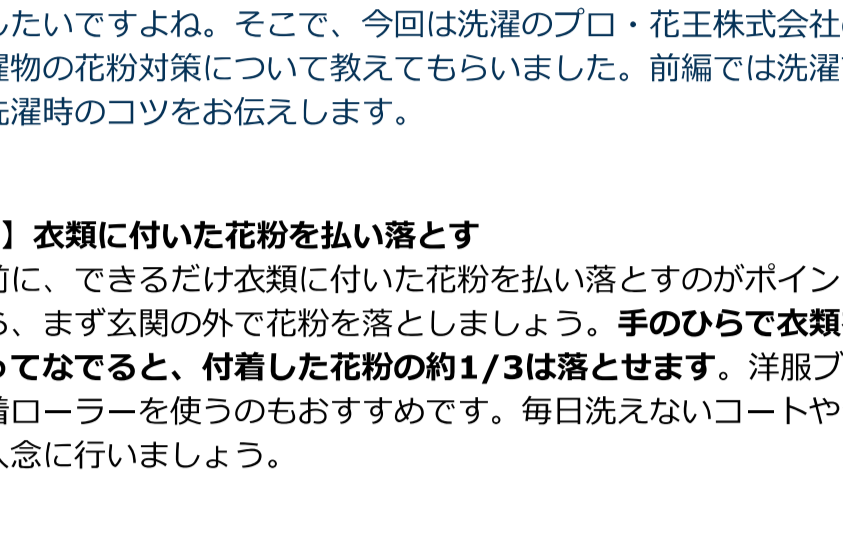 したいですよね。そこで、今回は洗濯のプロ・花王株式会社
濯物の花粉対策について教えてもらいました。前編では洗濯
洗濯時のコツをお伝えします。
】衣類に付いた花粉を払い落とす
前に、できるだけ衣類に付いた花粉を払い落とすのがポイン
ら、まず玄関の外で花粉を落としましょう。手のひらで衣類
ってなでると、付着した花粉の約1/3は落とせます。洋服ブ
着ローラーを使うのもおすすめです。毎日洗えないコートや
入念に行いましょう。